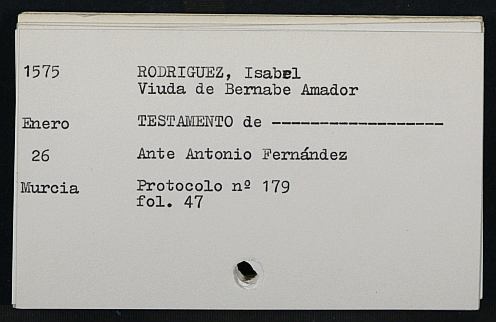 1575 RODRIGUEZ, Isabel
Viuda de Bernabe Amador
Enero TESTAMENTO de ------------------
26 Ante Antonio Fernández
Murcia Protocolo nº 179
fol. 47